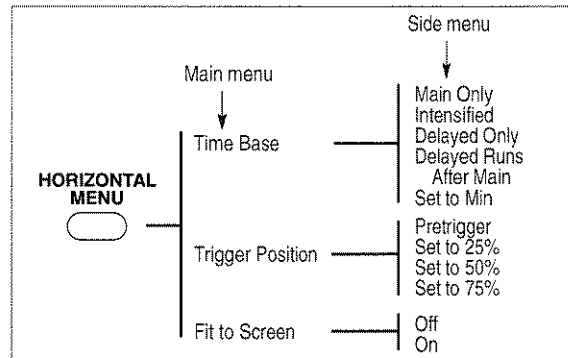 Side menu
Main menu
Main Only
Intensified
Time Base
Delayed Only
Delayed Runs
After Main
Set to Min
HORIZONTAL
MENU
Trigger Position
Pretrigger
Set to 25%
Set to 50%
Set to 75%
Fit to Screen
Off
On